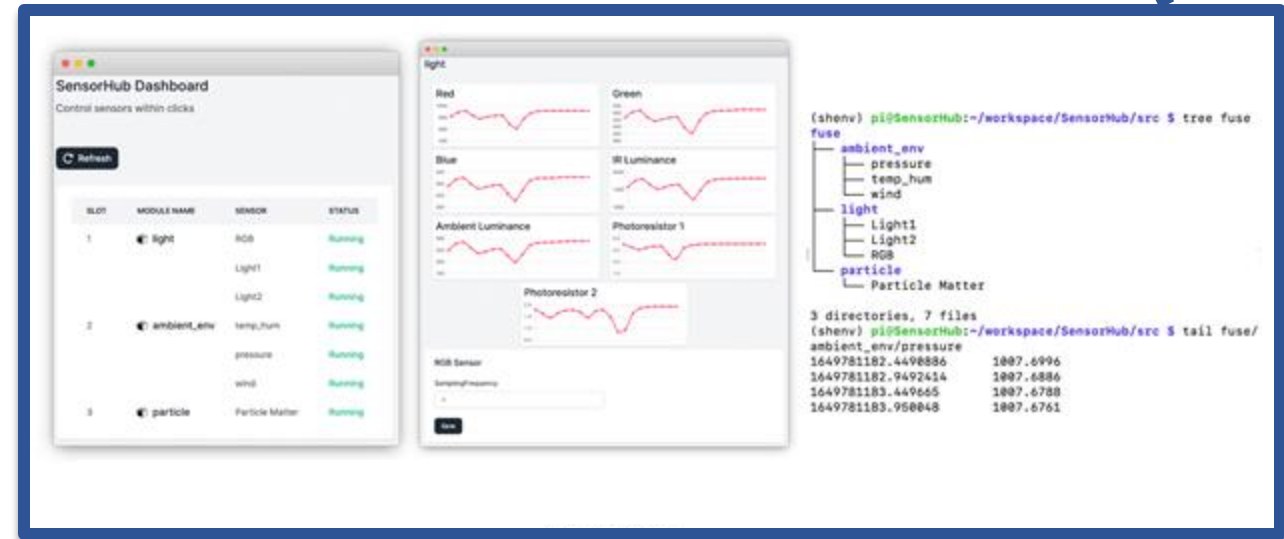 SensorHub Dashboard
Control sensors within clicks
Refresh
SLOT MODULE NAME SENSOR STATUS
1 light RGB Running
Light1 Running
Light2 Running
2 ambient_env temp_hum Running
pressure Running
wind Running
3 particle Particle Matter Running
light
Red Green
Blue IR Luminance
Ambient Luminance Photoresistor 1
Photoresistor 2
RGB Sensor
SamplingFrequency
Save
(shenv) pi@SensorHub:~/workspace/SensorHub/src $ tree fuse
fuse
├── ambient_env
│   ├── pressure
│   ├── temp_hum
│   └── wind
├── light
│   ├── Light1
│   ├── Light2
│   └── RGB
└── particle
    └── Particle Matter
3 directories, 7 files
(shenv) pi@SensorHub:~/workspace/SensorHub/src $ tail fuse/
ambient_env/pressure
1649781182.4490886 1007.6996
1649781182.9492414 1007.6886
1649781183.449665 1007.6788
1649781183.950048 1007.6761